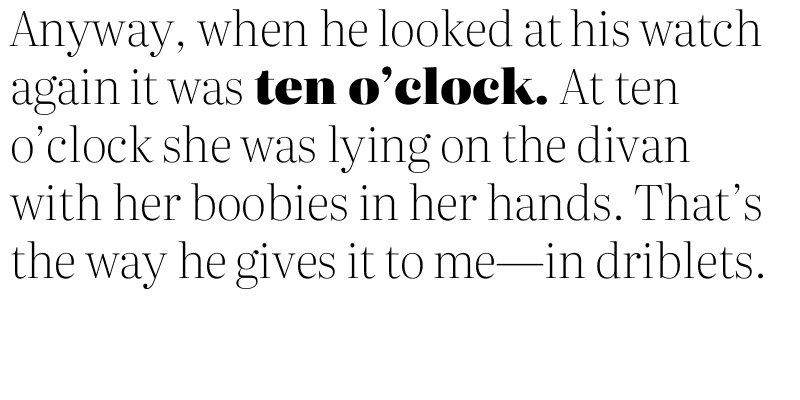 Anyway, when he looked at his watch
again it was ten o’clock. At ten
o’clock she was lying on the divan
with her boobies in her hands. That’s
the way he gives it to me—in driblets.